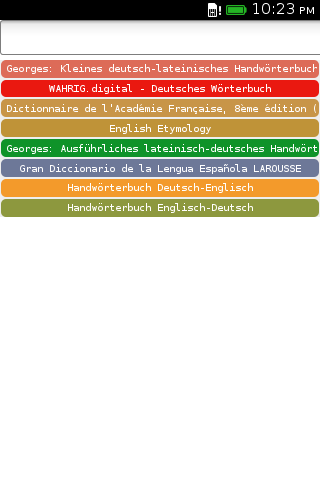 10:23 PM
Georges: Kleines deutsch-lateinisches Handwörterbuch
WAHRIG.digital - Deutsches Wörterbuch
Dictionnaire de l'Académie Française, 8ème édition (
English Etymology
Georges: Ausführliches lateinisch-deutsches Handwört
Gran Diccionario de la Lengua Española LAROUSSE
Handwörterbuch Deutsch-Englisch
Handwörterbuch Englisch-Deutsch